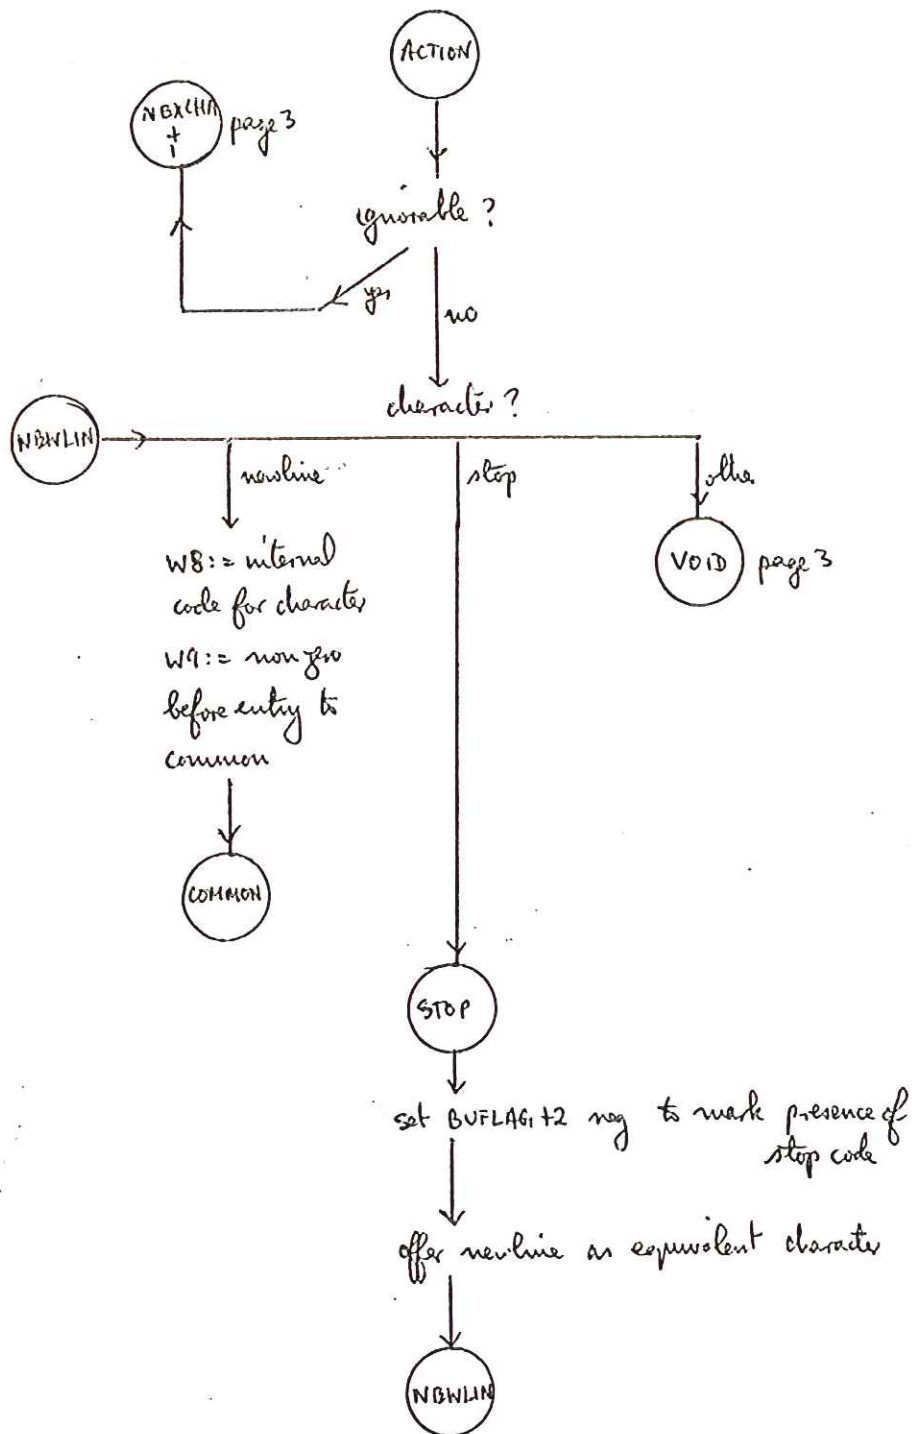 ACTION
NEXCHA
+
1
page 3
ignorable ?
yes
no
character ?
NEWLIN
newline
stop
other
W8 := internal
code for character
W9 := non zero
before entry to
common
VOID
page 3
COMMON
STOP
set BUFLAG+2 neg to mark presence of
stop code
offer newline as equivalent character
NEWLIN